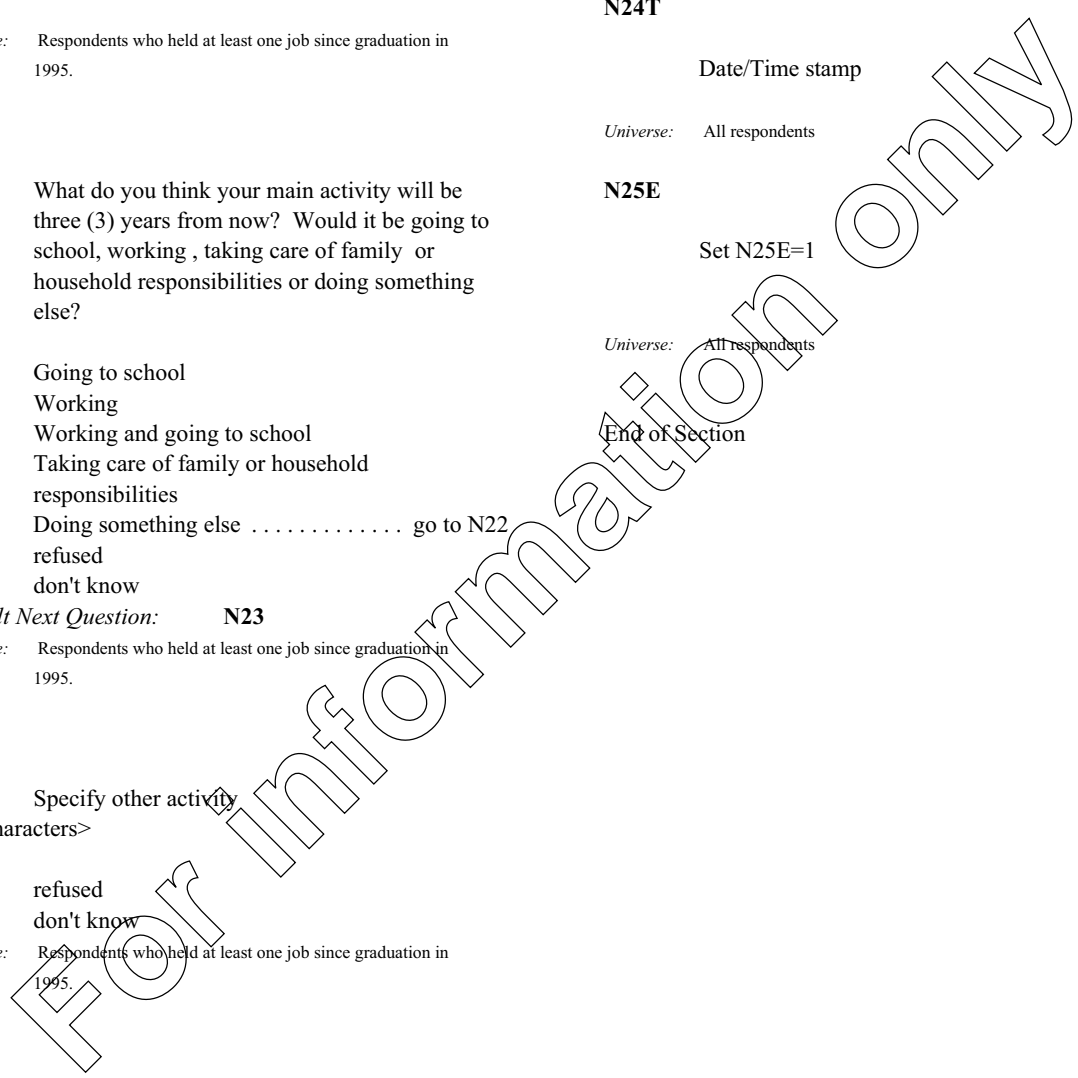 e: Respondents who held at least one job since graduation in
1995.
What do you think your main activity will be
three (3) years from now? Would it be going to
school, working , taking care of family or
household responsibilities or doing something
else?
Going to school
Working
Working and going to school
Taking care of family or household
responsibilities
Doing something else . . . . . . . . . . . . . go to N22
refused
don't know
lt Next Question: N23
e: Respondents who held at least one job since graduation in
1995.
Specify other activity
haracters>
refused
don't know
e: Respondents who held at least one job since graduation in
1995.
N24T
Date/Time stamp
Universe: All respondents
N25E
Set N25E=1
Universe: All respondents
End of Section
For information only